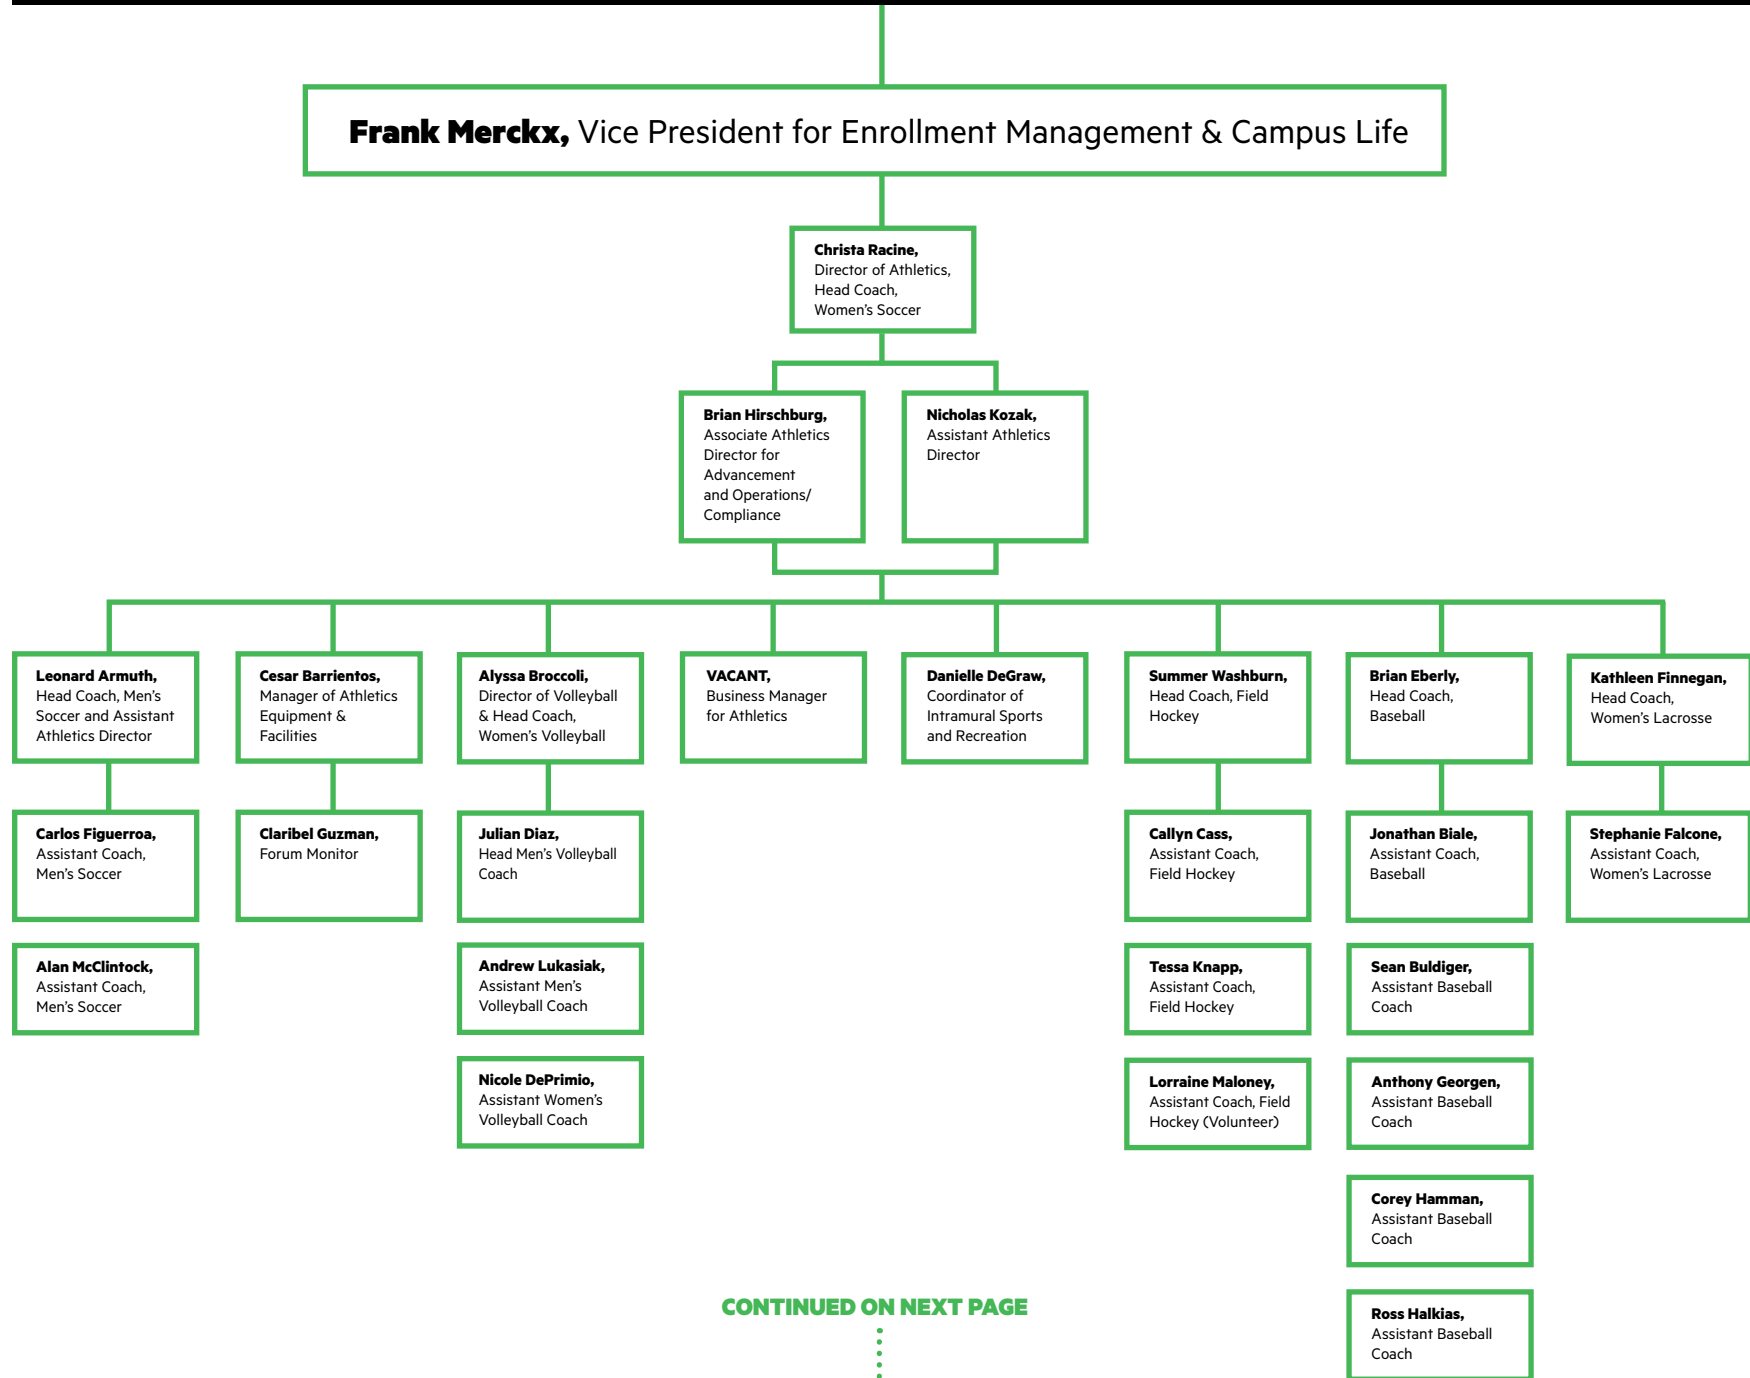 Frank Merckx, Vice President for Enrollment Management & Campus Life
Christa Racine,
Director of Athletics,
Head Coach,
Women's Soccer
Brian Hirschburg,
Associate Athletics
Director for
Advancement
and Operations/
Compliance
Nicholas Kozak,
Assistant Athletics
Director
Leonard Armuth,
Head Coach, Men's
Soccer and Assistant
Athletics Director
Cesar Barrientos,
Manager of Athletics
Equipment &
Facilities
Alyssa Broccoli,
Director of Volleyball
& Head Coach,
Women's Volleyball
VACANT,
Business Manager
for Athletics
Danielle DeGraw,
Coordinator of
Intramural Sports
and Recreation
Summer Washburn,
Head Coach, Field
Hockey
Brian Eberly,
Head Coach,
Baseball
Kathleen Finnegan,
Head Coach,
Women's Lacrosse
Carlos Figuerroa,
Assistant Coach,
Men's Soccer
Claribel Guzman,
Forum Monitor
Julian Diaz,
Head Men's Volleyball
Coach
Callyn Cass,
Assistant Coach,
Field Hockey
Jonathan Biale,
Assistant Coach,
Baseball
Stephanie Falcone,
Assistant Coach,
Women's Lacrosse
Alan McClintock,
Assistant Coach,
Men's Soccer
Andrew Lukasiak,
Assistant Men's
Volleyball Coach
Tessa Knapp,
Assistant Coach,
Field Hockey
Sean Buldiger,
Assistant Baseball
Coach
Nicole DePrimio,
Assistant Women's
Volleyball Coach
Lorraine Maloney,
Assistant Coach, Field
Hockey (Volunteer)
Anthony Georgen,
Assistant Baseball
Coach
Corey Hamman,
Assistant Baseball
Coach
Ross Halkias,
Assistant Baseball
Coach
CONTINUED ON NEXT PAGE